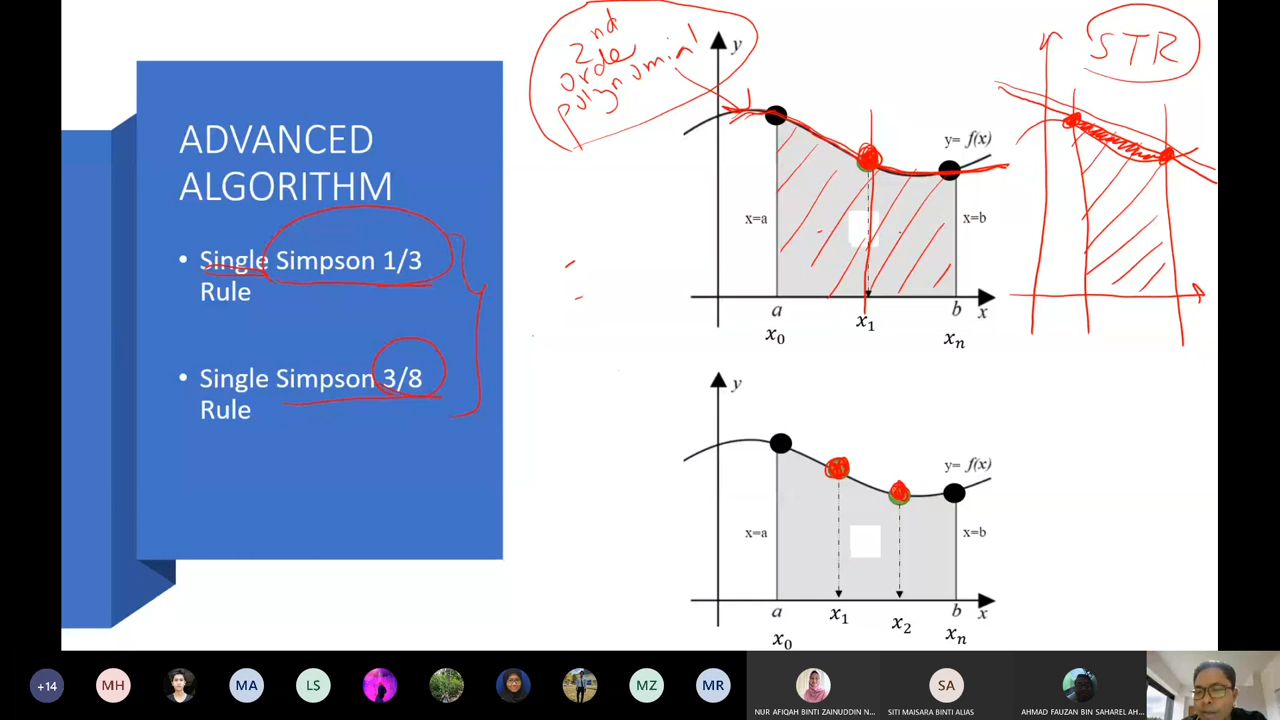 ADVANCED
ALGORITHM
• Single Simpson 1/3
Rule
• Single Simpson 3/8
Rule
2nd
orde
polynomial
STR
y
y= f(x)
x=a
x=b
a
b
x
x₀
x₁
xₙ
y
y= f(x)
x=a
x=b
a
b
x
x₀
x₁
x₂
xₙ
+14
MH
MA
LS
MZ
MR
NUR AFIQAH BINTI ZAINUDDIN N...
SA
SITI MAISARA BINTI ALIAS
AHMAD FAUZAN BIN SAHAREL AH...